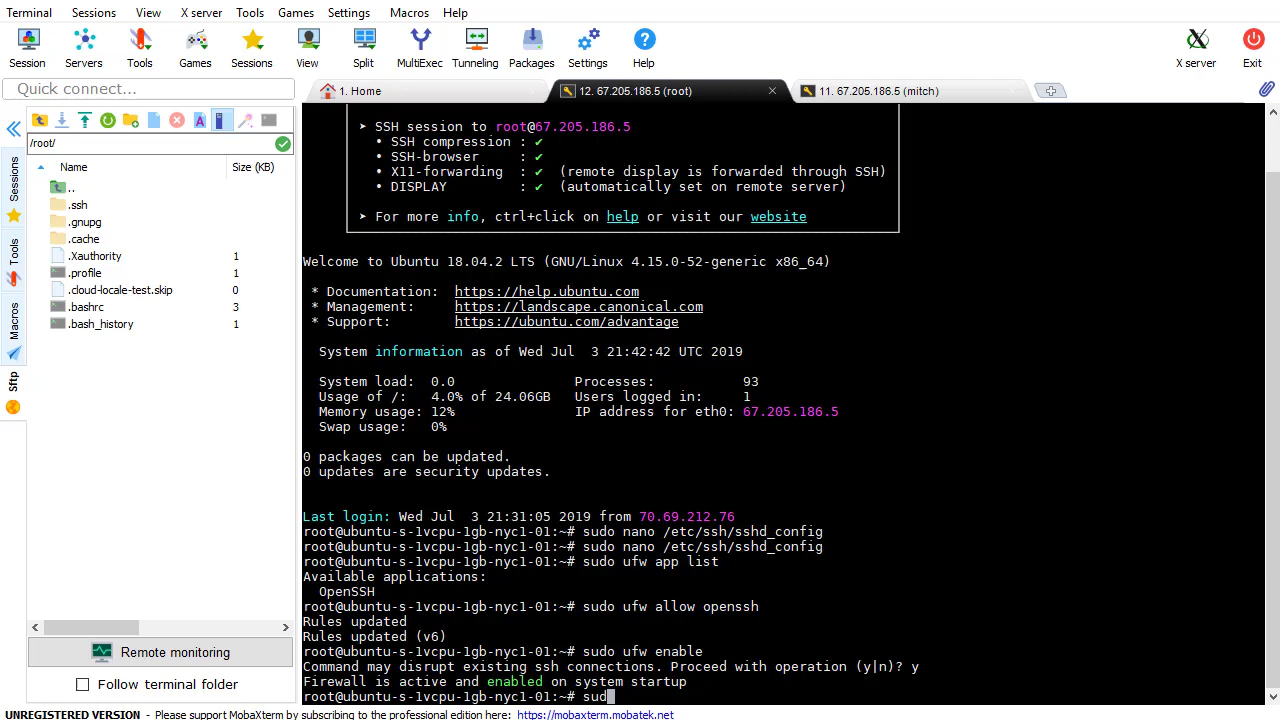 Terminal Sessions View X server Tools Games Settings Macros Help
Session Servers Tools Games Sessions View Split MultiExec Tunneling Packages Settings Help X server Exit
Quick connect...
1. Home
12. 67.205.186.5 (root)
11. 67.205.186.5 (mitch)
/root/
Name Size (KB)
..
.ssh
.gnupg
.cache
.Xauthority 1
.profile 1
.cloud-locale-test.skip 0
.bashrc 3
.bash_history 1
Sessions
Tools
Macros
Sftp
Remote monitoring
Follow terminal folder
➤ SSH session to root@67.205.186.5
• SSH compression : ✔
• SSH-browser : ✔
• X11-forwarding : ✔ (remote display is forwarded through SSH)
• DISPLAY : ✔ (automatically set on remote server)
➤ For more info, ctrl+click on help or visit our website
Welcome to Ubuntu 18.04.2 LTS (GNU/Linux 4.15.0-52-generic x86_64)
* Documentation: https://help.ubuntu.com
* Management: https://landscape.canonical.com
* Support: https://ubuntu.com/advantage
System information as of Wed Jul 3 21:42:42 UTC 2019
System load: 0.0 Processes: 93
Usage of /: 4.0% of 24.06GB Users logged in: 1
Memory usage: 12% IP address for eth0: 67.205.186.5
Swap usage: 0%
0 packages can be updated.
0 updates are security updates.
Last login: Wed Jul 3 21:31:05 2019 from 70.69.212.76
root@ubuntu-s-1vcpu-1gb-nyc1-01:~# sudo nano /etc/ssh/sshd_config
root@ubuntu-s-1vcpu-1gb-nyc1-01:~# sudo nano /etc/ssh/sshd_config
root@ubuntu-s-1vcpu-1gb-nyc1-01:~# sudo ufw app list
Available applications:
OpenSSH
root@ubuntu-s-1vcpu-1gb-nyc1-01:~# sudo ufw allow openssh
Rules updated
Rules updated (v6)
root@ubuntu-s-1vcpu-1gb-nyc1-01:~# sudo ufw enable
Command may disrupt existing ssh connections. Proceed with operation (y|n)? y
Firewall is active and enabled on system startup
root@ubuntu-s-1vcpu-1gb-nyc1-01:~# sud
UNREGISTERED VERSION - Please support MobaXterm by subscribing to the professional edition here: https://mobaxterm.mobatek.net